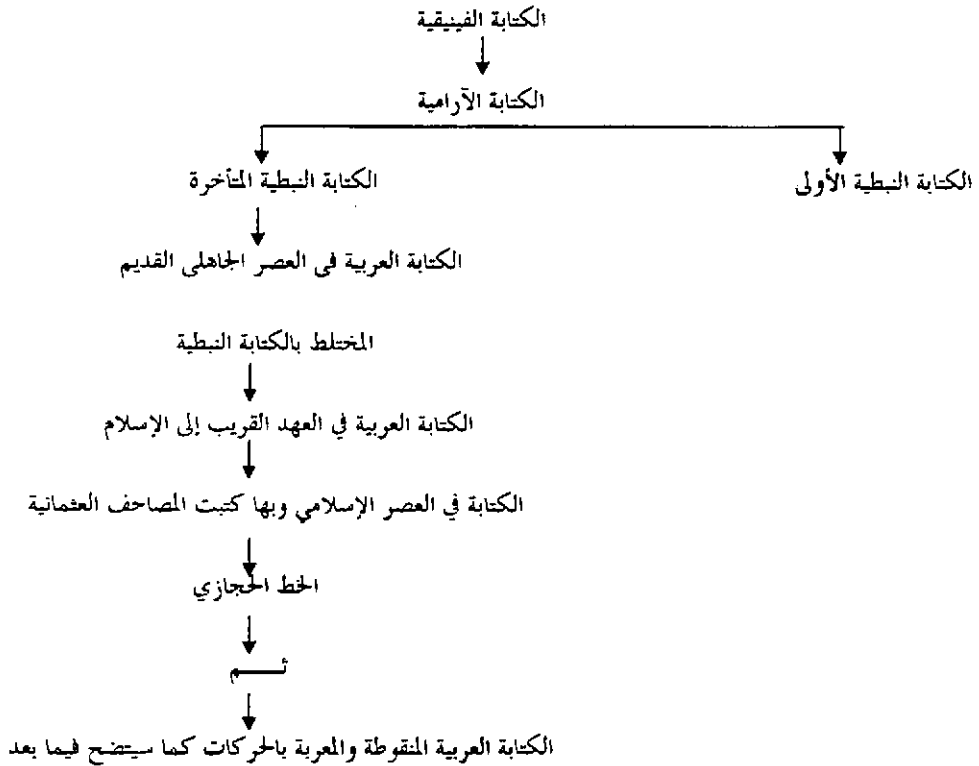 الكتابة الفينيقية
الكتابة الآرامية
الكتابة النبطية الأولى
الكتابة النبطية المتأخرة
الكتابة العربية فى العصر الجاهلى القديم
المختلط بالكتابة النبطية
الكتابة العربية في العهد القريب إلى الإسلام
الكتابة في العصر الإسلامي وبها كتبت المصاحف العثمانية
الخط الحجازي
ثـــــم
الكتابة العربية المنقوطة والمعربة بالحركات كما سيتضح فيما بعد